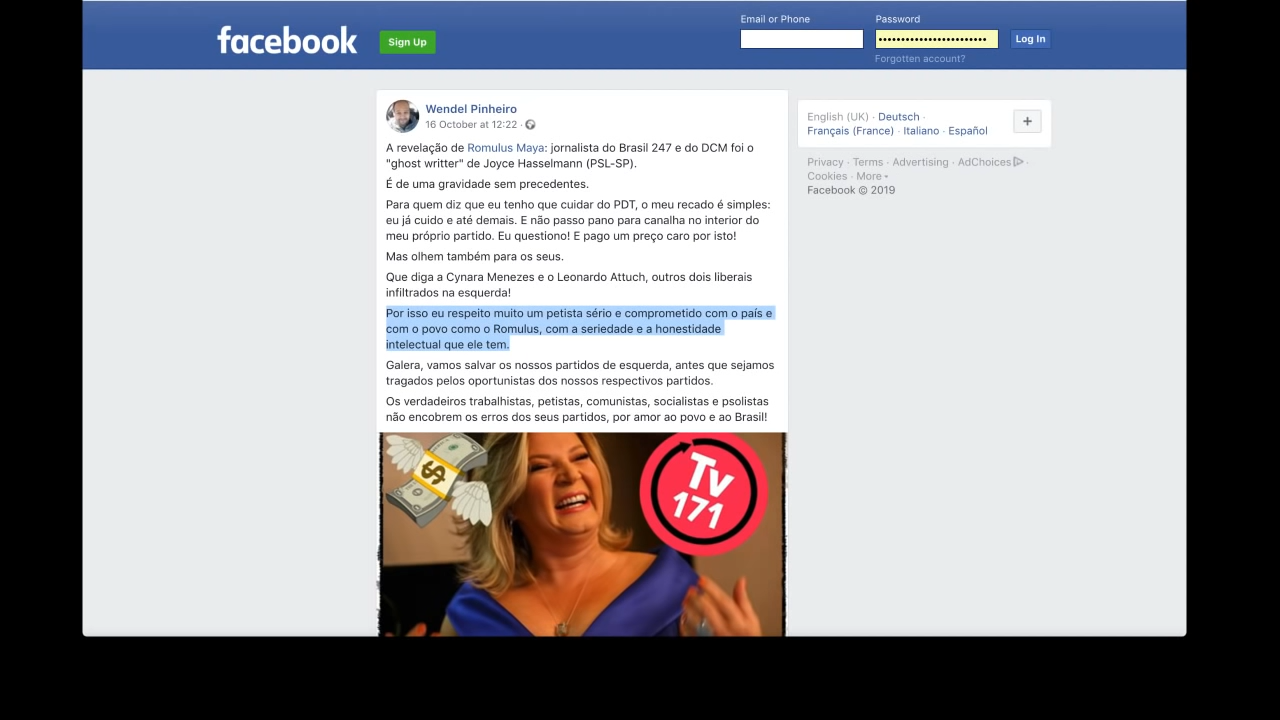 facebook
Sign Up
Email or Phone
Password
Log In
Forgotten account?
Wendel Pinheiro
16 October at 12:22 ·
A revelação de Romulus Maya: jornalista do Brasil 247 e do DCM foi o
"ghost writter" de Joyce Hasselmann (PSL-SP).
É de uma gravidade sem precedentes.
Para quem diz que eu tenho que cuidar do PDT, o meu recado é simples:
eu já cuido e até demais. E não passo pano para canalha no interior do
meu próprio partido. Eu questiono! E pago um preço caro por isto!
Mas olhem também para os seus.
Que diga a Cynara Menezes e o Leonardo Attuch, outros dois liberais
infiltrados na esquerda!
Por isso eu respeito muito um petista sério e comprometido com o país e
com o povo como o Romulus, com a seriedade e a honestidade
intelectual que ele tem.
Galera, vamos salvar os nossos partidos de esquerda, antes que sejamos
tragados pelos oportunistas dos nossos respectivos partidos.
Os verdadeiros trabalhistas, petistas, comunistas, socialistas e psolistas
não encobrem os erros dos seus partidos, por amor ao povo e ao Brasil!
$
Tv
171
English (UK) · Deutsch ·
Français (France) · Italiano · Español
+
Privacy · Terms · Advertising · AdChoices ·
Cookies · More
Facebook © 2019